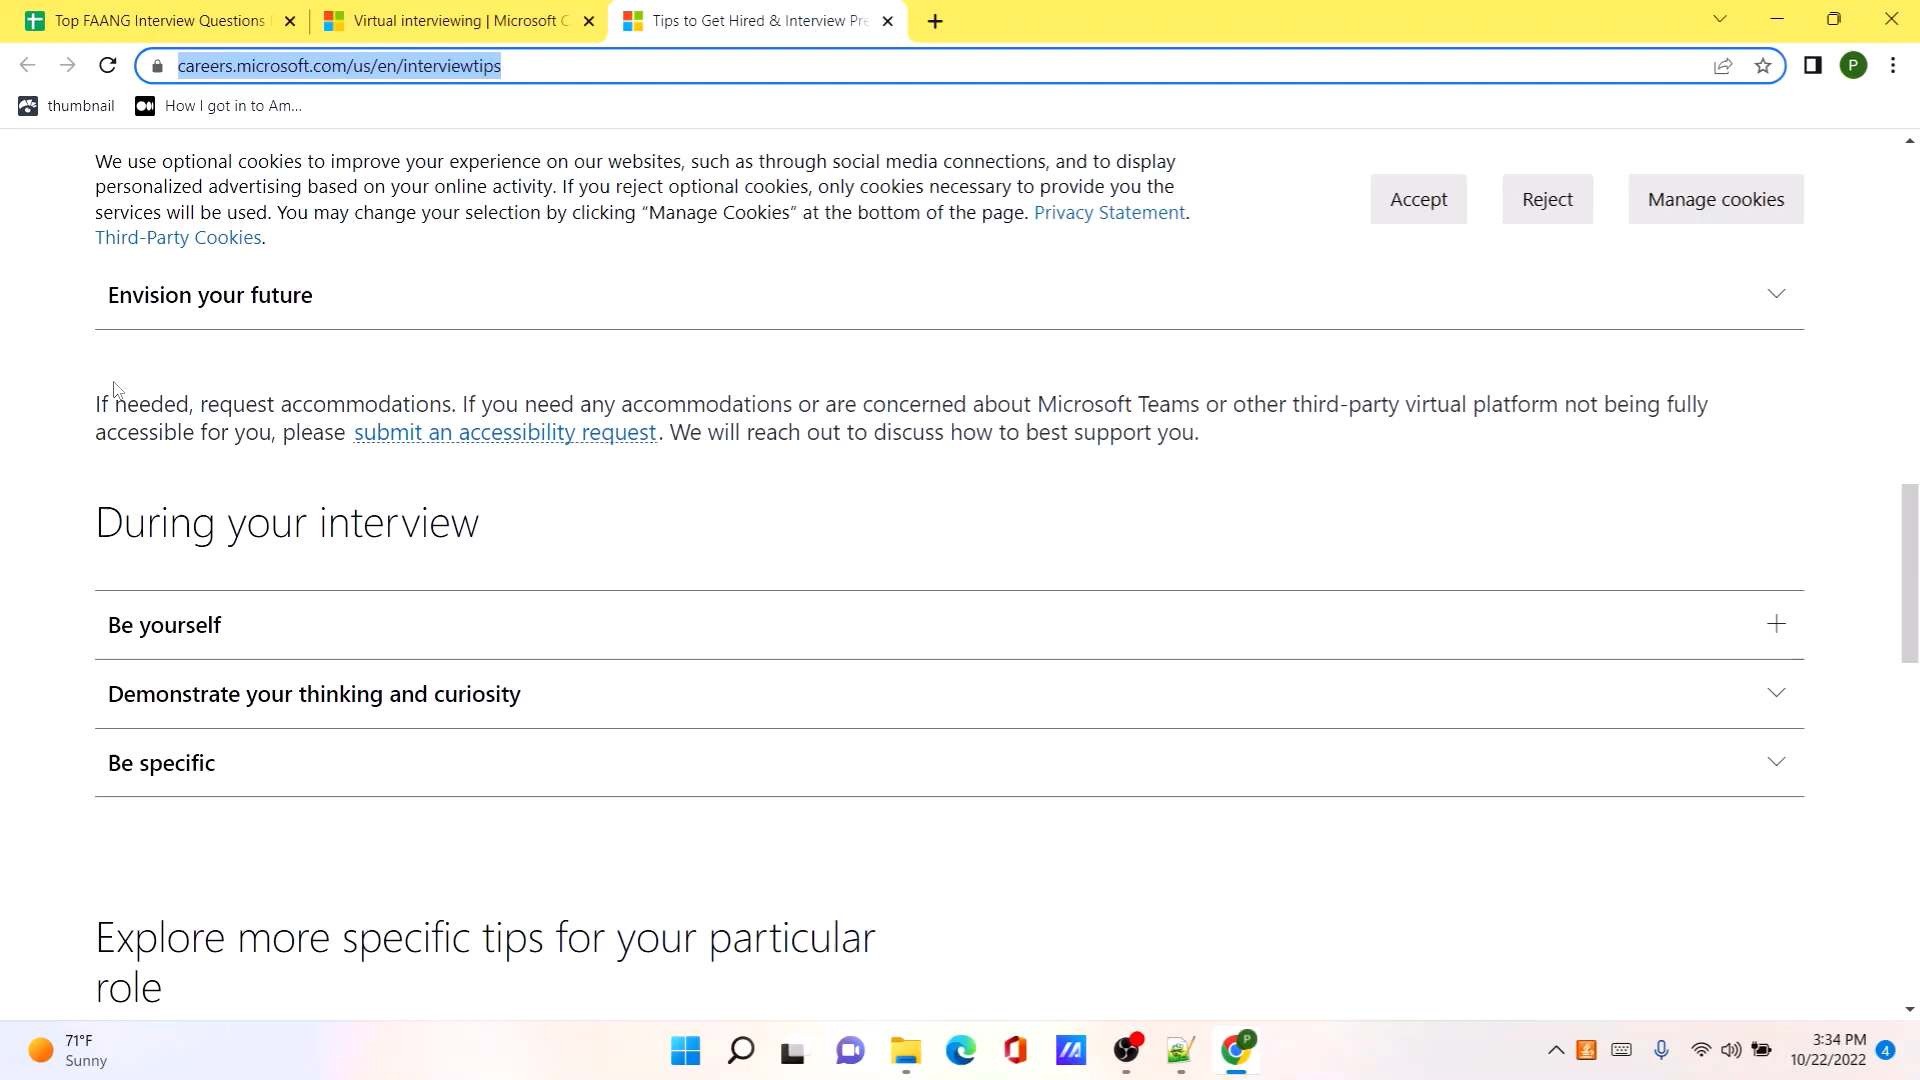 Top FAANG Interview Questions
Virtual interviewing | Microsoft C
Tips to Get Hired & Interview Pre
careers.microsoft.com/us/en/interviewtips
P
thumbnail
How I got in to Am...
We use optional cookies to improve your experience on our websites, such as through social media connections, and to display
personalized advertising based on your online activity. If you reject optional cookies, only cookies necessary to provide you the
services will be used. You may change your selection by clicking “Manage Cookies” at the bottom of the page. Privacy Statement.
Third-Party Cookies.
Accept
Reject
Manage cookies
Envision your future
If needed, request accommodations. If you need any accommodations or are concerned about Microsoft Teams or other third-party virtual platform not being fully
accessible for you, please submit an accessibility request. We will reach out to discuss how to best support you.
During your interview
Be yourself
Demonstrate your thinking and curiosity
Be specific
Explore more specific tips for your particular
role
71°F
Sunny
P
3:34 PM
10/22/2022
4